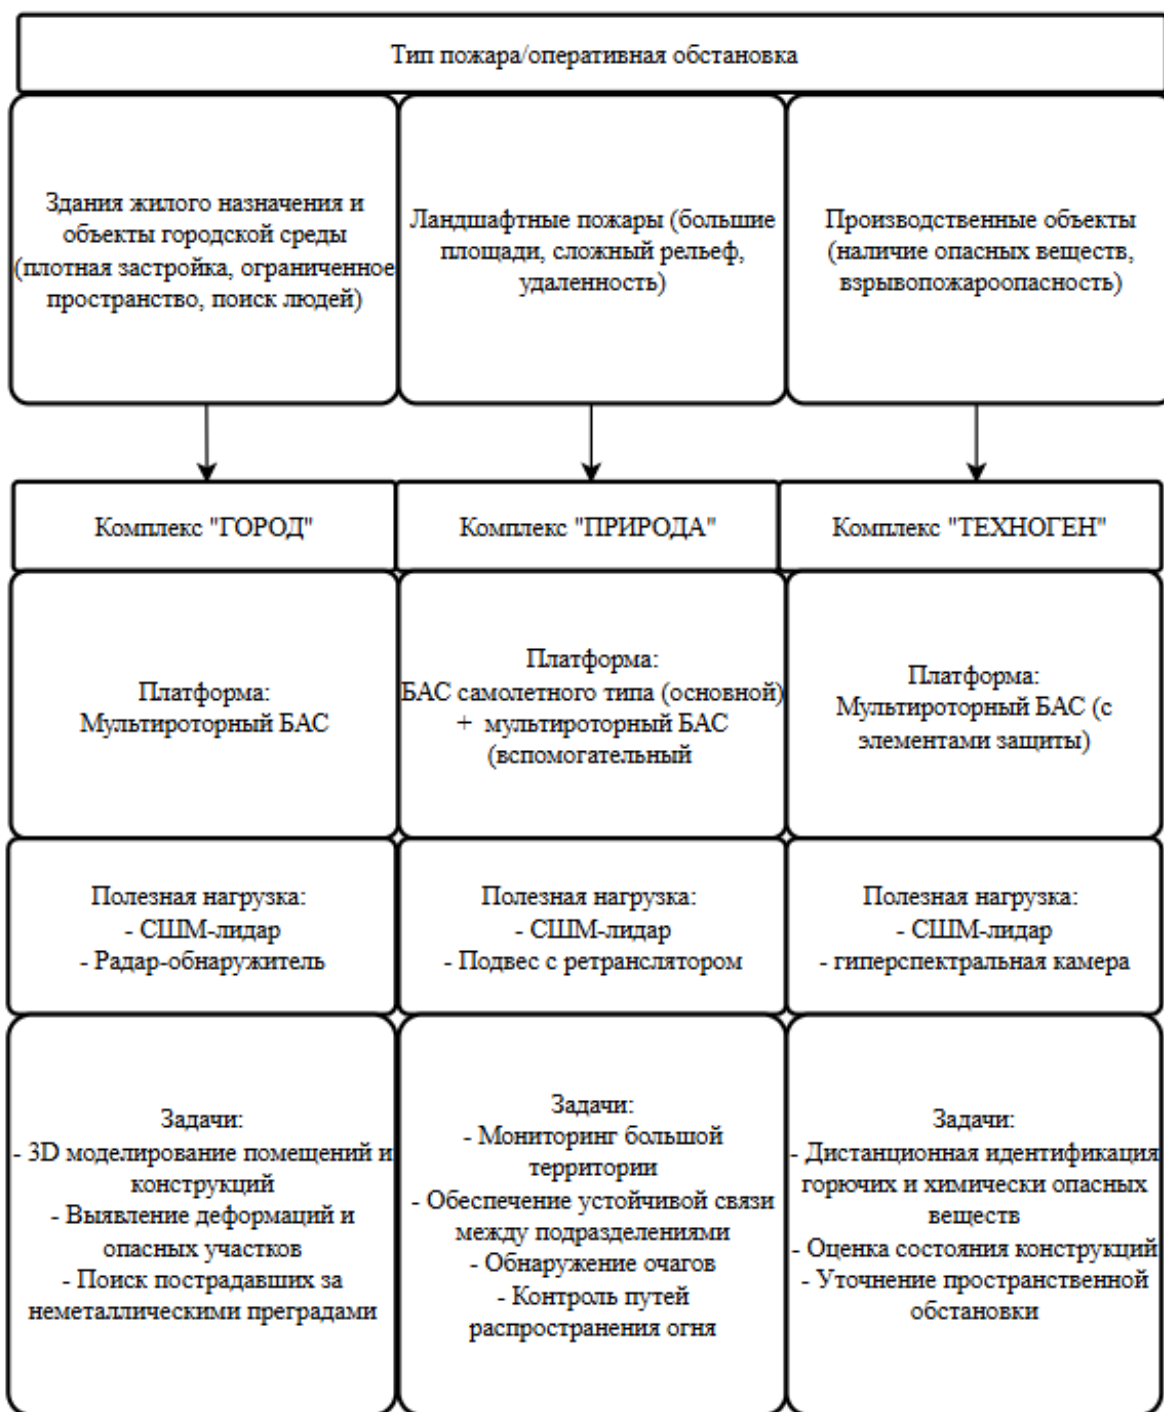 Тип пожара/оперативная обстановка
Здания жилого назначения и
объекты городской среды
(плотная застройка, ограниченное
пространство, поиск людей)
Ландшафтные пожары (большие
площади, сложный рельеф,
удаленность)
Производственные объекты
(наличие опасных веществ,
взрывопожароопасность)
Комплекс "ГОРОД"
Комплекс "ПРИРОДА"
Комплекс "ТЕХНОГЕН"
Платформа:
Мультироторный БАС
Платформа:
БАС самолетного типа (основной)
+ мультироторный БАС
(вспомогательный
Платформа:
Мультироторный БАС (с
элементами защиты)
Полезная нагрузка:
- СШМ-лидар
- Радар-обнаружитель
Полезная нагрузка:
- СШМ-лидар
- Подвес с ретранслятором
Полезная нагрузка:
- СШМ-лидар
- гиперспектральная камера
Задачи:
- 3D моделирование помещений и
конструкций
- Выявление деформаций и
опасных участков
- Поиск пострадавших за
неметаллическими преградами
Задачи:
- Мониторинг большой
территории
- Обеспечение устойчивой связи
между подразделениями
- Обнаружение очагов
- Контроль путей
распространения огня
Задачи:
- Дистанционная идентификация
горючих и химически опасных
веществ
- Оценка состояния конструкций
- Уточнение пространственной
обстановки